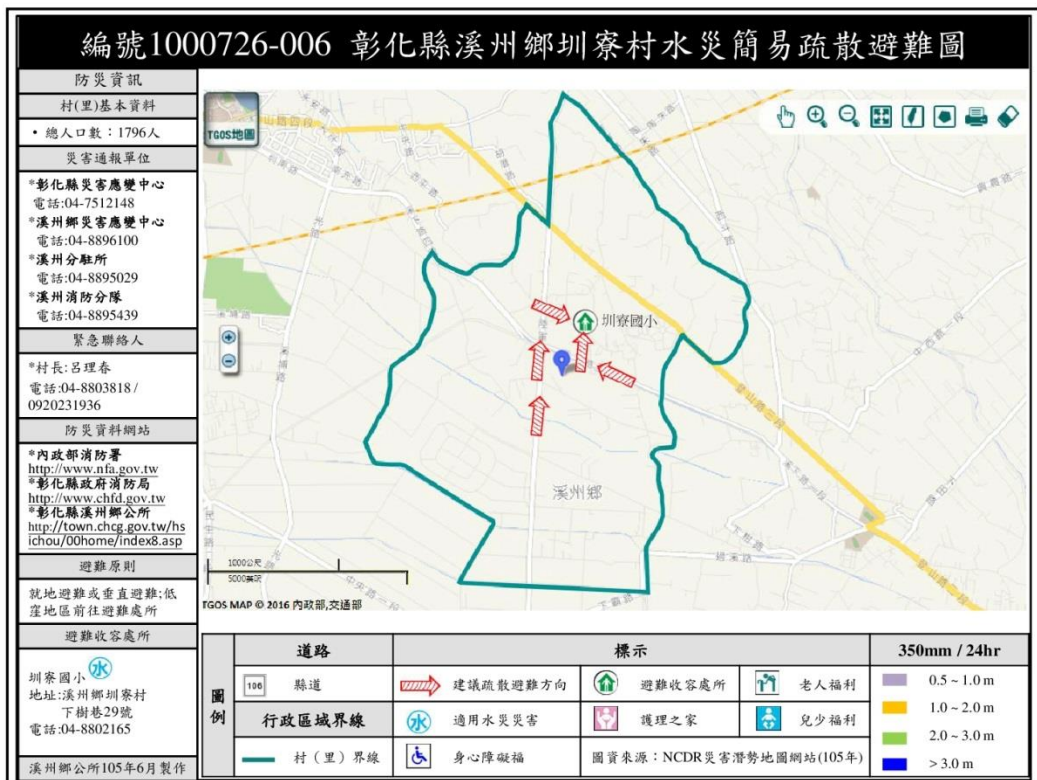 編號1000726-006 彰化縣溪州鄉圳寮村水災簡易疏散避難圖
防災資訊
村(里)基本資料
• 總人口數：1796人
災害通報單位
*彰化縣災害應變中心
電話:04-7512148
*溪州鄉災害應變中心
電話:04-8896100
*溪州分駐所
電話:04-8895029
*溪州消防分隊
電話:04-8895439
緊急聯絡人
*村長:呂理春
電話:04-8803818 /
0920231936
防災資料網站
*內政部消防署
http://www.nfa.gov.tw
*彰化縣政府消防局
http://www.chfd.gov.tw
*彰化縣溪州鄉公所
http://town.chcg.gov.tw/hs
ichou/00home/index8.asp
避難原則
就地避難或垂直避難;低
窪地區前往避難處所
避難收容處所
水
圳寮國小
地址:溪州鄉圳寮村
下樹巷29號
電話:04-8802165
溪州鄉公所105年6月製作
TGOS地圖
圳寮國小
溪州鄉
中央路一段
1000公尺
5000英呎
TGOS MAP © 2016 內政部,交通部
圖例
道路
標示
350mm / 24hr
106 縣道
建議疏散避難方向
避難收容處所
老人福利
0.5 ~ 1.0 m
行政區域界線
水 適用水災災害
護理之家
兒少福利
1.0 ~ 2.0 m
2.0 ~ 3.0 m
村（里）界線
身心障礙福
圖資來源：NCDR災害潛勢地圖網站(105年)
> 3.0 m